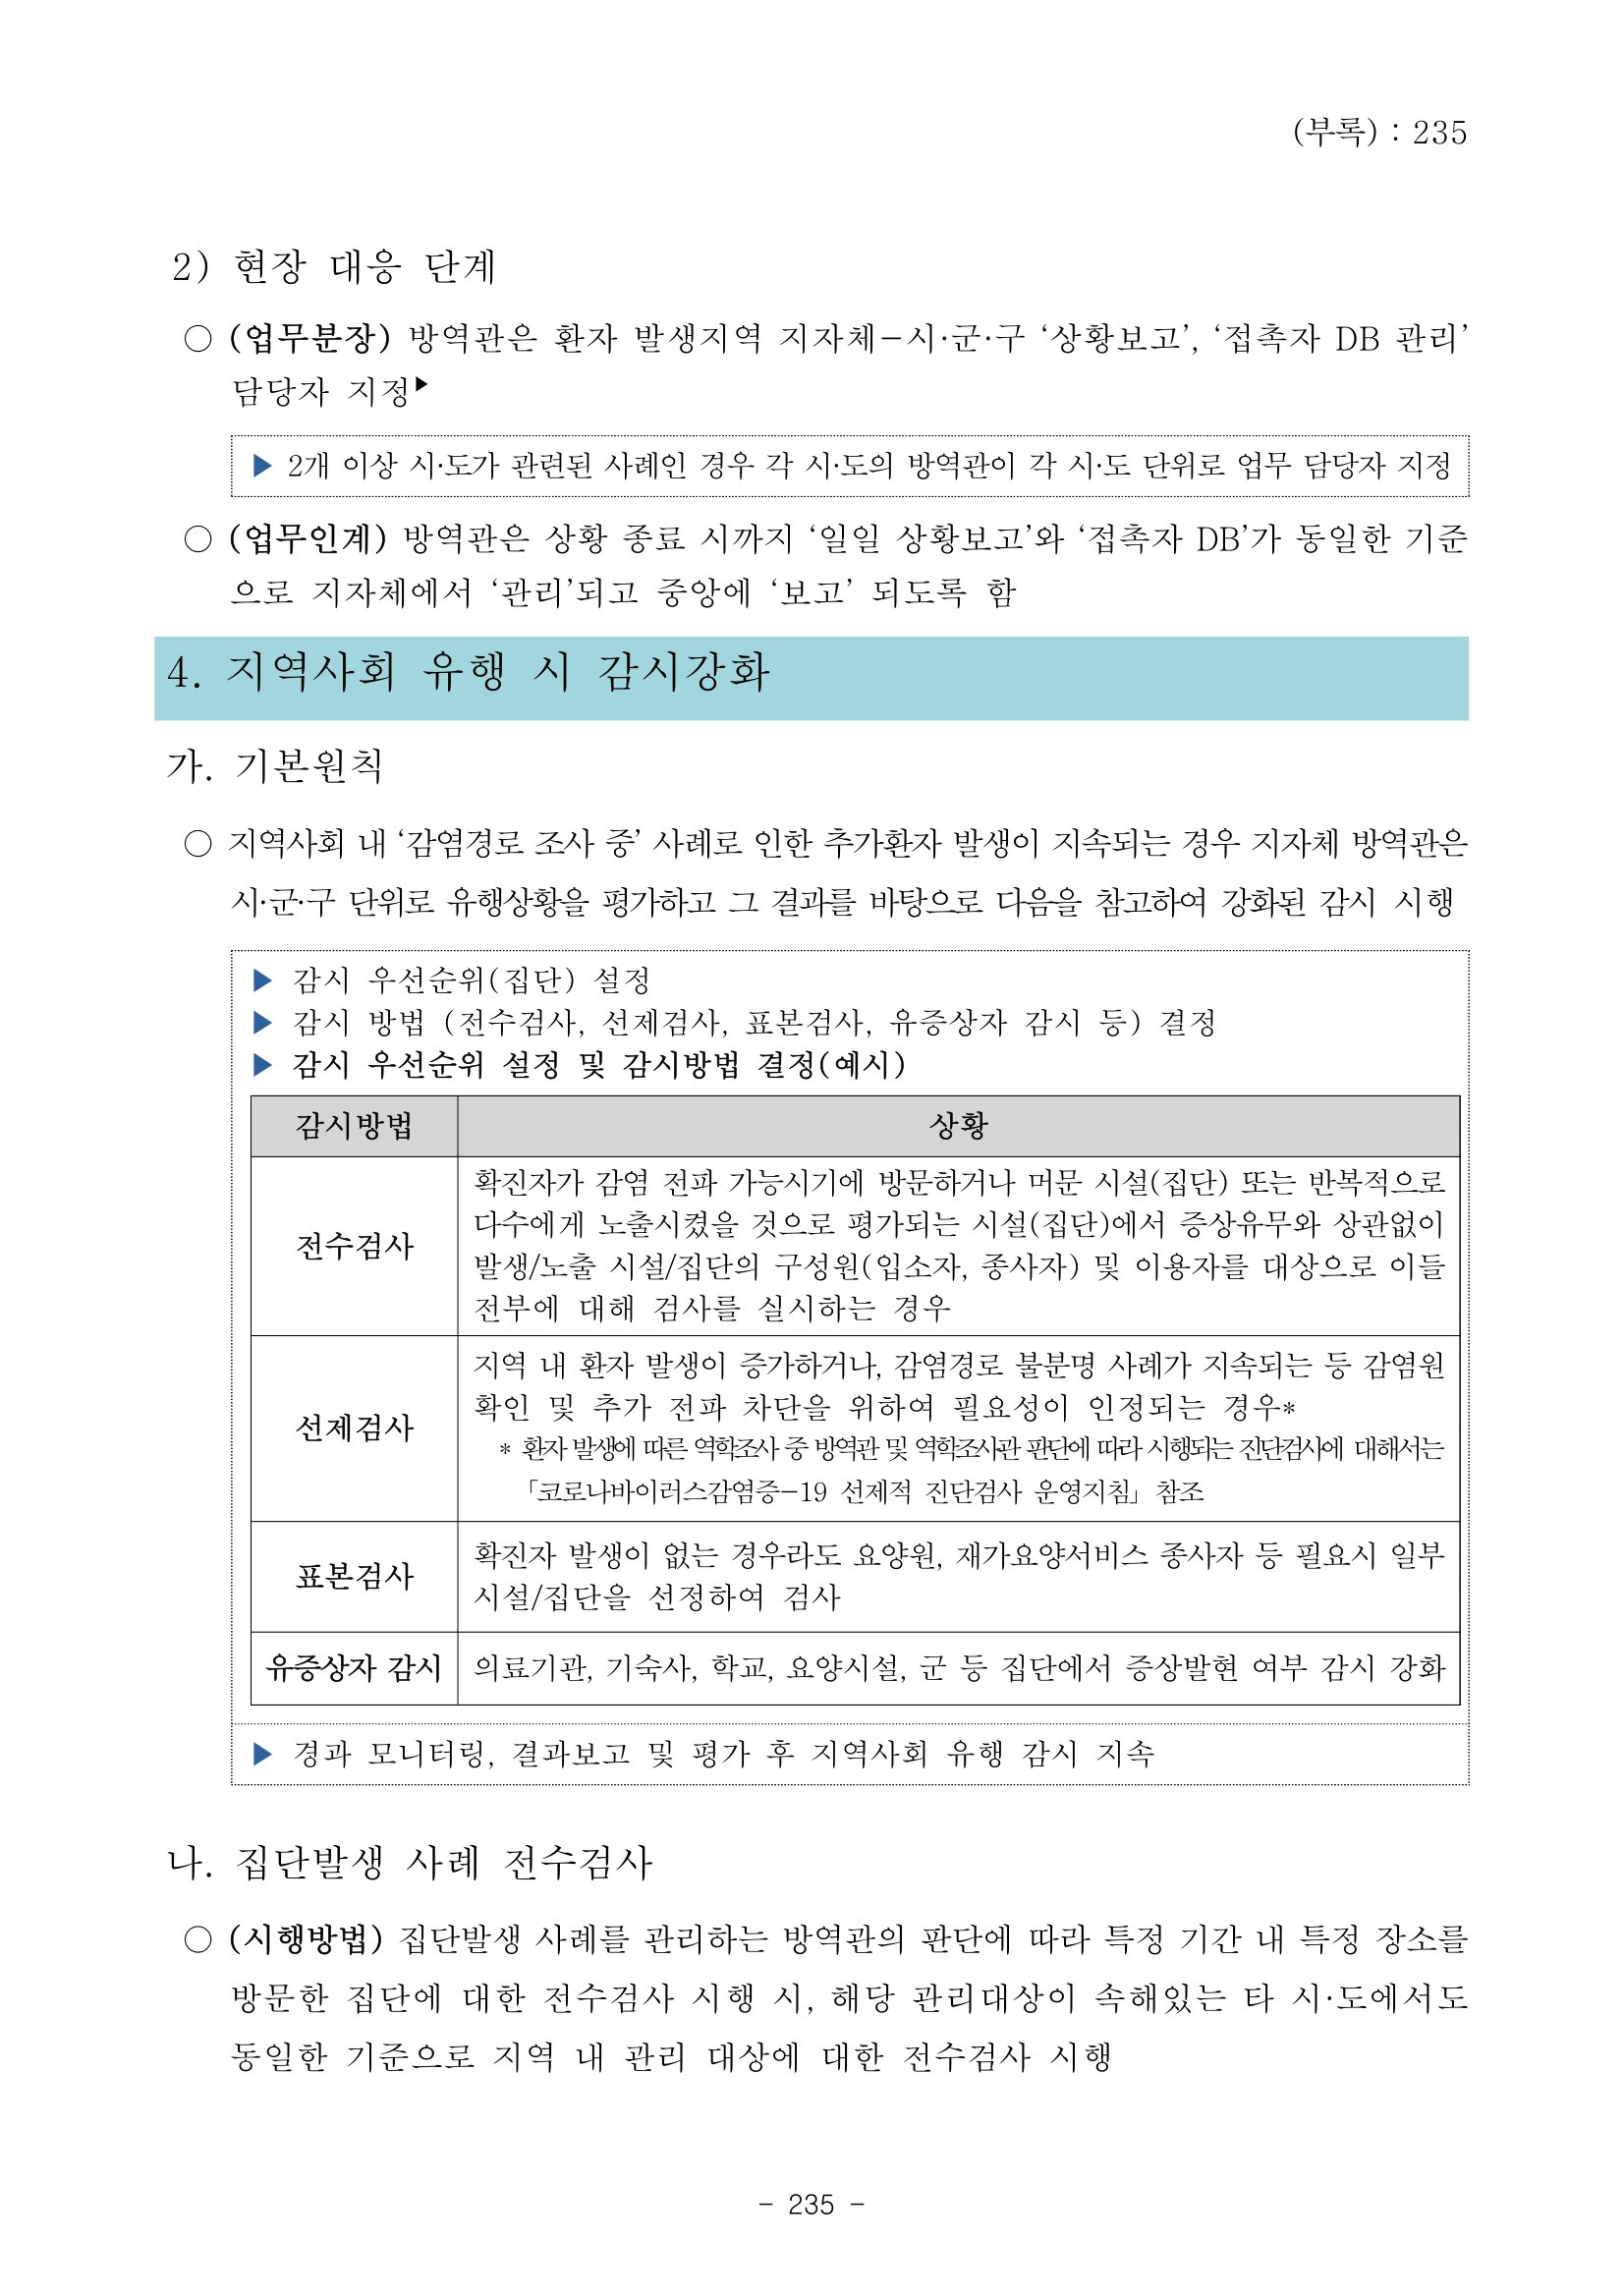 (부록) : 235
2) 현장 대응 단계
○ (업무분장) 방역관은 환자 발생지역 지자체-시·군·구 ‘상황보고’, ‘접촉자 DB 관리’
담당자 지정▶
▶ 2개 이상 시·도가 관련된 사례인 경우 각 시·도의 방역관이 각 시·도 단위로 업무 담당자 지정
○ (업무인계) 방역관은 상황 종료 시까지 ‘일일 상황보고’와 ‘접촉자 DB’가 동일한 기준
으로 지자체에서 ‘관리’되고 중앙에 ‘보고’ 되도록 함
4. 지역사회 유행 시 감시강화
가. 기본원칙
○ 지역사회 내 ‘감염경로 조사 중’ 사례로 인한 추가환자 발생이 지속되는 경우 지자체 방역관은
시·군·구 단위로 유행상황을 평가하고 그 결과를 바탕으로 다음을 참고하여 강화된 감시 시행
▶ 감시 우선순위(집단) 설정
▶ 감시 방법 (전수검사, 선제검사, 표본검사, 유증상자 감시 등) 결정
▶ 감시 우선순위 설정 및 감시방법 결정(예시)
감시방법 상황
전수검사
확진자가 감염 전파 가능시기에 방문하거나 머문 시설(집단) 또는 반복적으로
다수에게 노출시켰을 것으로 평가되는 시설(집단)에서 증상유무와 상관없이
발생/노출 시설/집단의 구성원(입소자, 종사자) 및 이용자를 대상으로 이들
전부에 대해 검사를 실시하는 경우
선제검사
지역 내 환자 발생이 증가하거나, 감염경로 불분명 사례가 지속되는 등 감염원
확인 및 추가 전파 차단을 위하여 필요성이 인정되는 경우*
* 환자 발생에 따른 역학조사 중 방역관 및 역학조사관 판단에 따라 시행되는 진단검사에 대해서는
「코로나바이러스감염증-19 선제적 진단검사 운영지침」 참조
표본검사
확진자 발생이 없는 경우라도 요양원, 재가요양서비스 종사자 등 필요시 일부
시설/집단을 선정하여 검사
유증상자 감시 의료기관, 기숙사, 학교, 요양시설, 군 등 집단에서 증상발현 여부 감시 강화
▶ 경과 모니터링, 결과보고 및 평가 후 지역사회 유행 감시 지속
나. 집단발생 사례 전수검사
○ (시행방법) 집단발생 사례를 관리하는 방역관의 판단에 따라 특정 기간 내 특정 장소를
방문한 집단에 대한 전수검사 시행 시, 해당 관리대상이 속해있는 타 시·도에서도
동일한 기준으로 지역 내 관리 대상에 대한 전수검사 시행
- 235 -